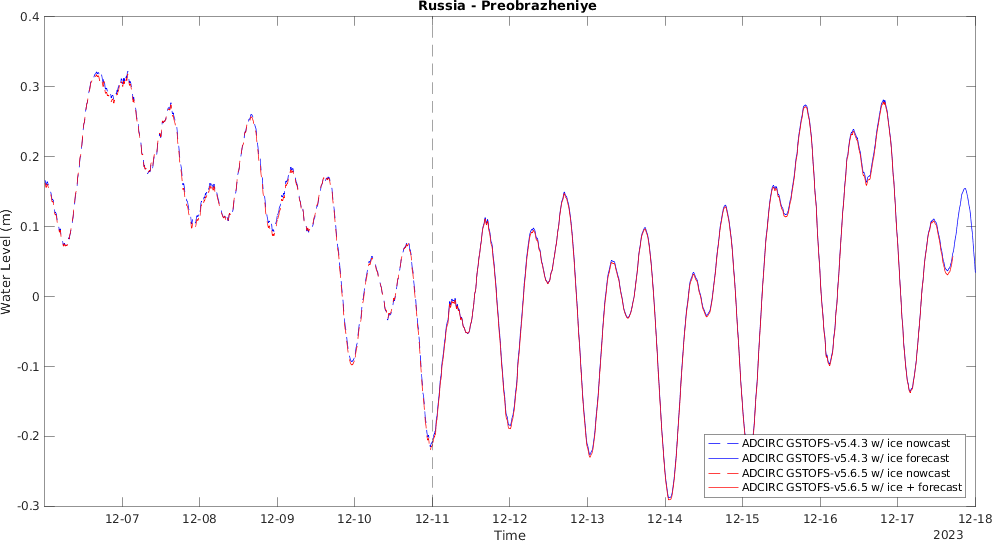 Russia - Preobrazheniye
Water Level (m)
0.4
0.3
0.2
0.1
0
-0.1
-0.2
-0.3
ADCIRC GSTOFS-v5.4.3 w/ ice nowcast
ADCIRC GSTOFS-v5.4.3 w/ ice forecast
ADCIRC GSTOFS-v5.6.5 w/ ice nowcast
ADCIRC GSTOFS-v5.6.5 w/ ice + forecast
12-07 12-08 12-09 12-10 12-11 12-12 12-13 12-14 12-15 12-16 12-17 12-18
Time
2023